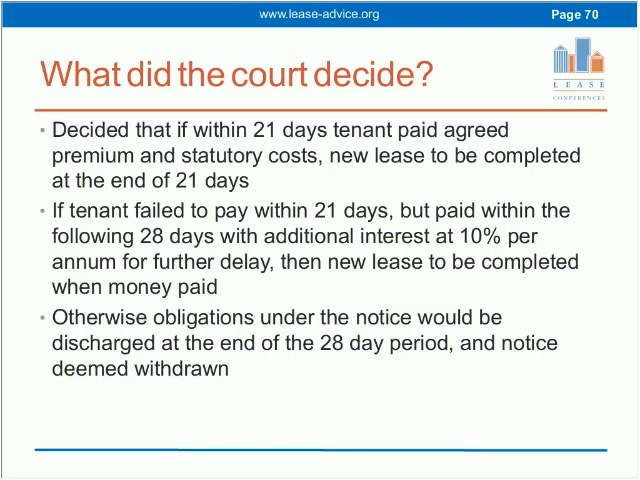 www.lease-advice.org
Page 70
What did the court decide?
LEASE
CONFERENCES
• Decided that if within 21 days tenant paid agreed
premium and statutory costs, new lease to be completed
at the end of 21 days
• If tenant failed to pay within 21 days, but paid within the
following 28 days with additional interest at 10% per
annum for further delay, then new lease to be completed
when money paid
• Otherwise obligations under the notice would be
discharged at the end of the 28 day period, and notice
deemed withdrawn